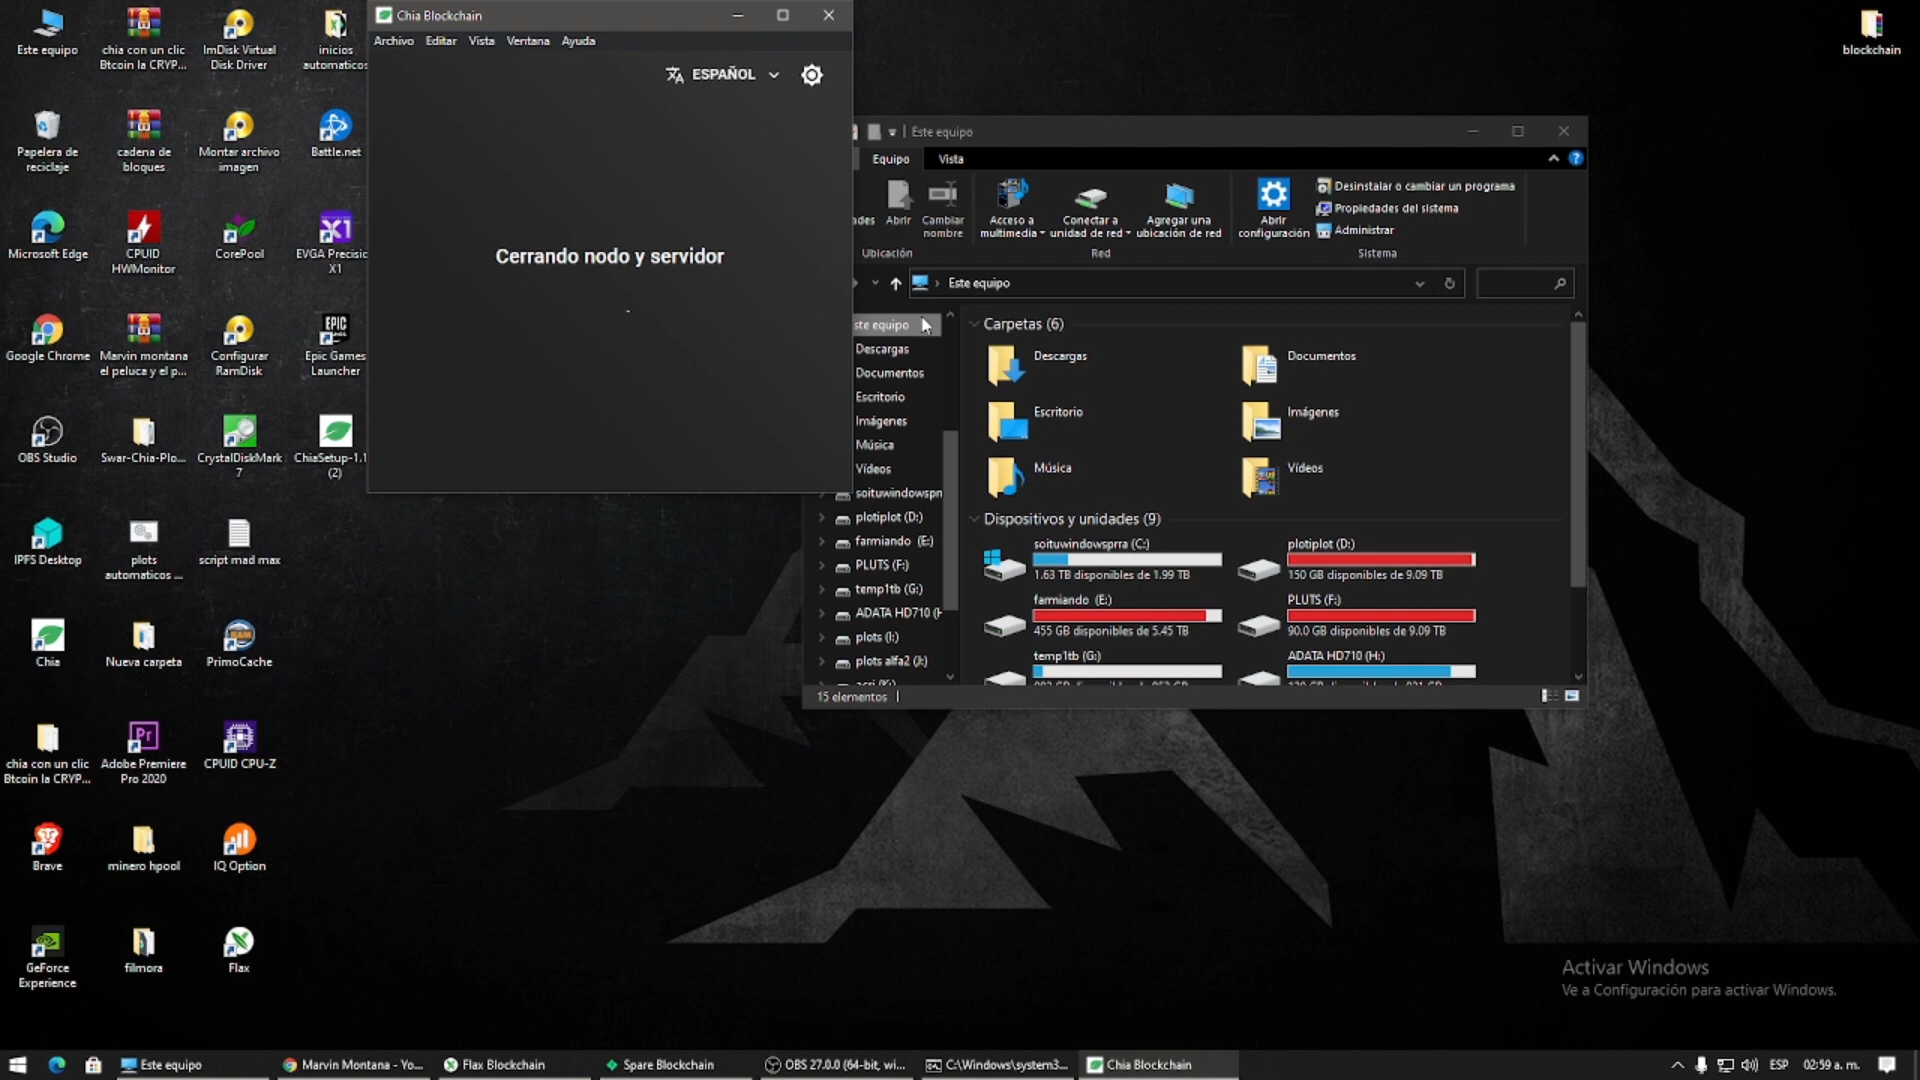 Este equipo
chia con un clic
Btcoin la CRYP...
ImDisk Virtual
Disk Driver
inicios
automaticos
Papelera de
reciclaje
cadena de
bloques
Montar archivo
imagen
Battle.net
Microsoft Edge
CPUID
HWMonitor
CorePool
EVGA Precisic
X1
Google Chrome
Marvin montana
el peluca y el p...
Configurar
RamDisk
EPIC
GAMES
Epic Games
Launcher
OBS Studio
Swar-Chia-Plo...
CrystalDiskMark
7
ChiaSetup-1.1
(2)
IPFS Desktop
plots
automaticos ...
script mad max
Chia
Nueva carpeta
RAM
PrimoCache
chia con un clic
Btcoin la CRYP...
Pr
Adobe Premiere
Pro 2020
CPUID CPU-Z
Brave
minero hpool
IQ Option
GeForce
Experience
filmora
Flax
blockchain
Chia Blockchain
Archivo Editar Vista Ventana Ayuda
ESPAÑOL
Cerrando nodo y servidor
Este equipo
Equipo Vista
ades
Abrir
Cambiar
nombre
Ubicación
Acceso a
multimedia
Conectar a
unidad de red
Agregar una
ubicación de red
Red
Abrir
configuración
Desinstalar o cambiar un programa
Propiedades del sistema
Administrar
Sistema
Este equipo
ste equipo
Descargas
Documentos
Escritorio
Imágenes
Música
Vídeos
soituwindowspr
plotiplot (D:)
farmiando (E:)
PLUTS (F:)
temp1tb (G:)
ADATA HD710 (H
plots (I:)
plots alfa2 (J:)
Carpetas (6)
Descargas
Documentos
Escritorio
Imágenes
Música
Vídeos
Dispositivos y unidades (9)
soituwindowsprra (C:)
1.63 TB disponibles de 1.99 TB
plotiplot (D:)
150 GB disponibles de 9.09 TB
farmiando (E:)
455 GB disponibles de 5.45 TB
PLUTS (F:)
90.0 GB disponibles de 9.09 TB
temp1tb (G:)
ADATA HD710 (H:)
15 elementos
Activar Windows
Ve a Configuración para activar Windows.
Este equipo
Marvin Montana - Yo...
Flax Blockchain
Spare Blockchain
OBS 27.0.0 (64-bit, wi...
C:\Windows\system3...
Chia Blockchain
ESP
02:59 a. m.